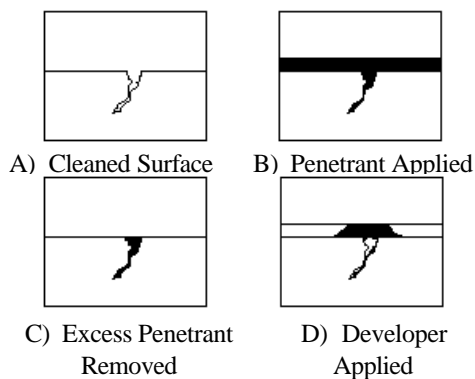 A) Cleaned Surface
B) Penetrant Applied
C) Excess Penetrant
Removed
D) Developer
Applied